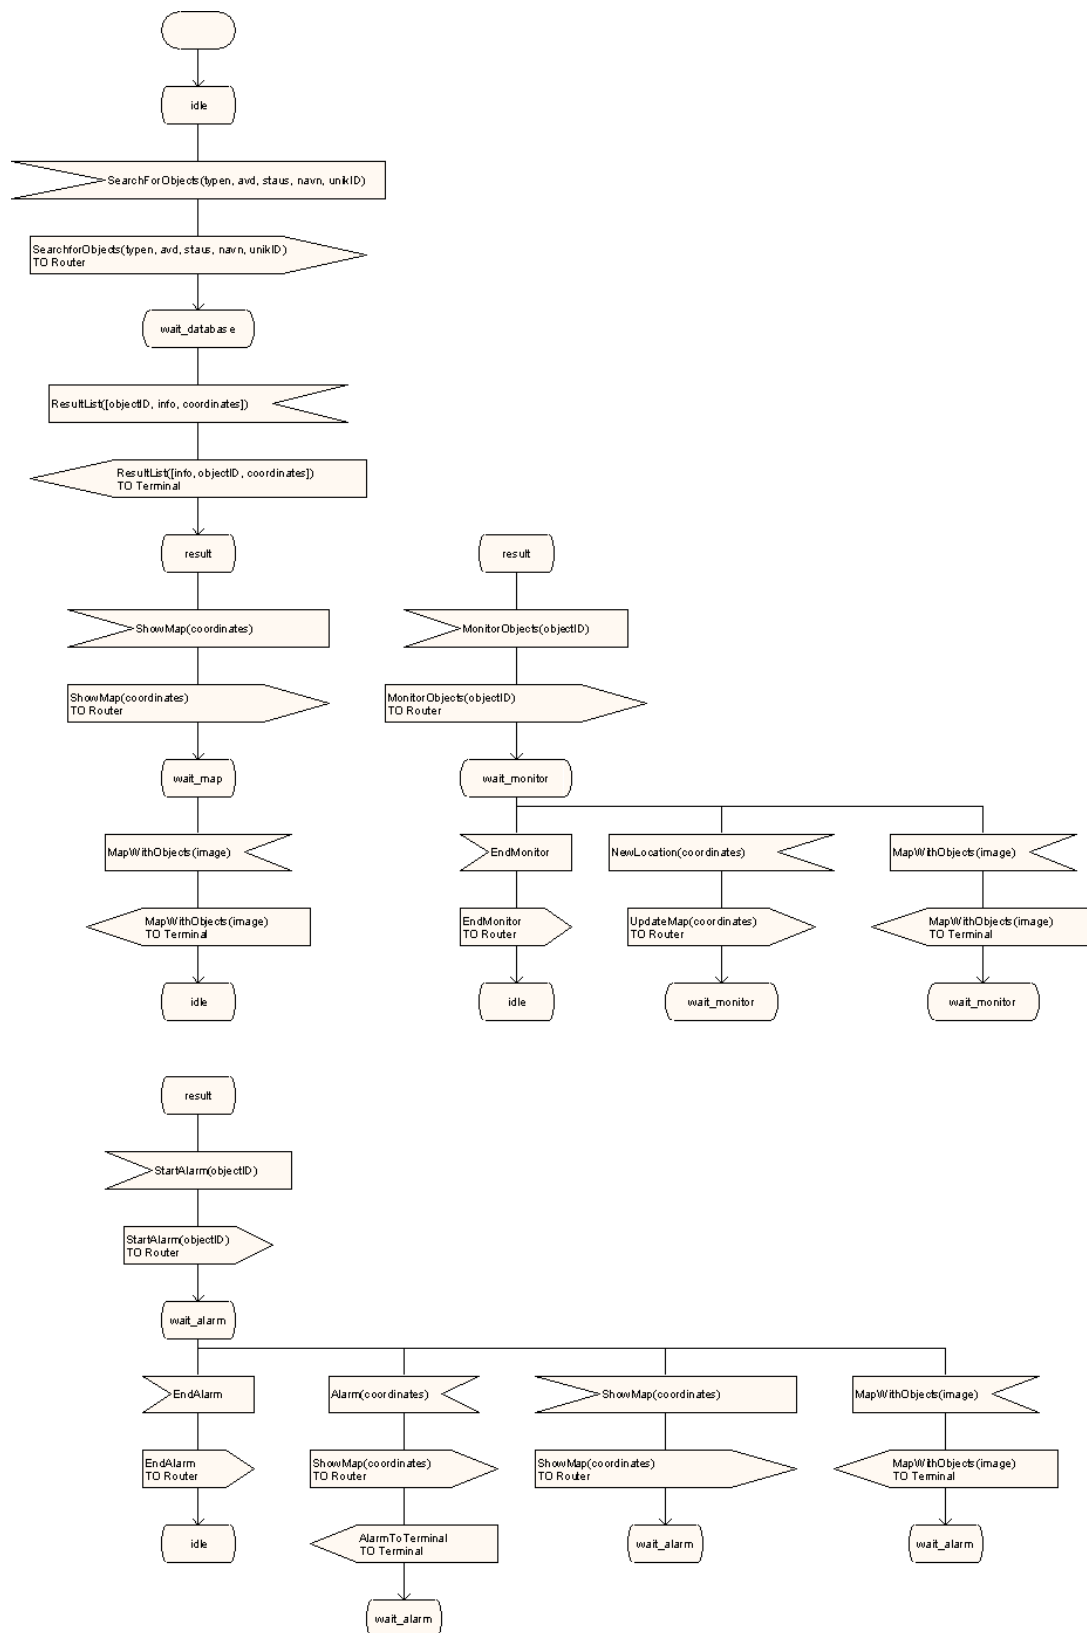 idle
SearchForObjects(typen, avd, staus, navn, unikID)
SearchforObjects(typen, avd, staus, navn, unikID)
TO Router
wait_database
ResultList([objectID, info, coordinates])
ResultList([info, objectID, coordinates])
TO Terminal
result
ShowMap(coordinates)
ShowMap(coordinates)
TO Router
wait_map
MapWithObjects(image)
MapWithObjects(image)
TO Terminal
idle
result
MonitorObjects(objectID)
MonitorObjects(objectID)
TO Router
wait_monitor
EndMonitor
EndMonitor
TO Router
idle
NewLocation(coordinates)
UpdateMap(coordinates)
TO Router
wait_monitor
MapWithObjects(image)
MapWithObjects(image)
TO Terminal
wait_monitor
result
StartAlarm(objectID)
StartAlarm(objectID)
TO Router
wait_alarm
EndAlarm
EndAlarm
TO Router
idle
Alarm(coordinates)
ShowMap(coordinates)
TO Router
AlarmToTerminal
TO Terminal
wait_alarm
ShowMap(coordinates)
ShowMap(coordinates)
TO Router
wait_alarm
MapWithObjects(image)
MapWithObjects(image)
TO Terminal
wait_alarm